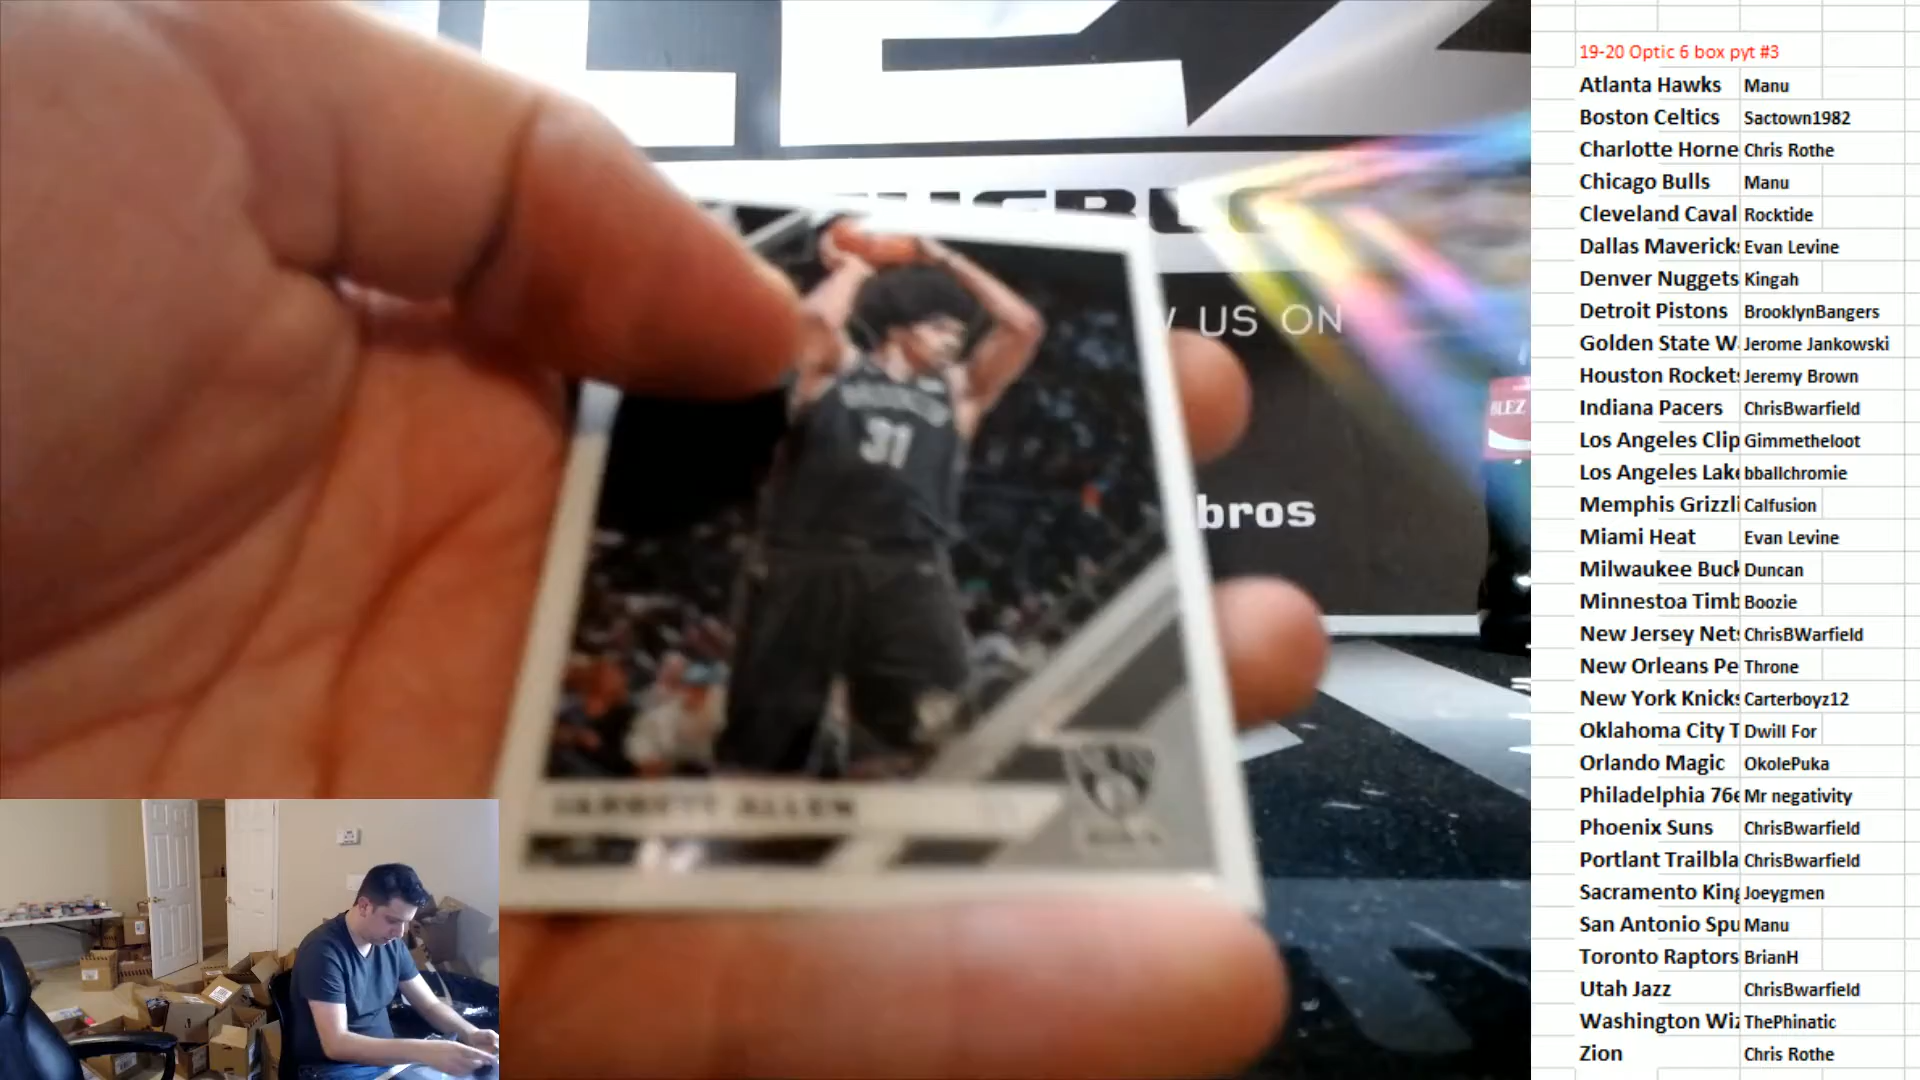 W US ON
bros
BLEZ
31
JARRETT ALLEN
19-20 Optic 6 box pyt #3
Atlanta Hawks Manu
Boston Celtics Sactown1982
Charlotte Horne Chris Rothe
Chicago Bulls Manu
Cleveland Caval Rocktide
Dallas Mavericks Evan Levine
Denver Nuggets Kingah
Detroit Pistons BrooklynBangers
Golden State W Jerome Jankowski
Houston Rockets Jeremy Brown
Indiana Pacers ChrisBwarfield
Los Angeles Clip Gimmetheloot
Los Angeles Lake bballchromie
Memphis Grizzli Calfusion
Miami Heat Evan Levine
Milwaukee Buck Duncan
Minnestoa Timb Boozie
New Jersey Nets ChrisBWarfield
New Orleans Pe Throne
New York Knicks Carterboyz12
Oklahoma City T Dwill For
Orlando Magic OkolePuka
Philadelphia 76e Mr negativity
Phoenix Suns ChrisBwarfield
Portlant Trailbla ChrisBwarfield
Sacramento King Joeygmen
San Antonio Spu Manu
Toronto Raptors BrianH
Utah Jazz ChrisBwarfield
Washington Wiz ThePhinatic
Zion Chris Rothe